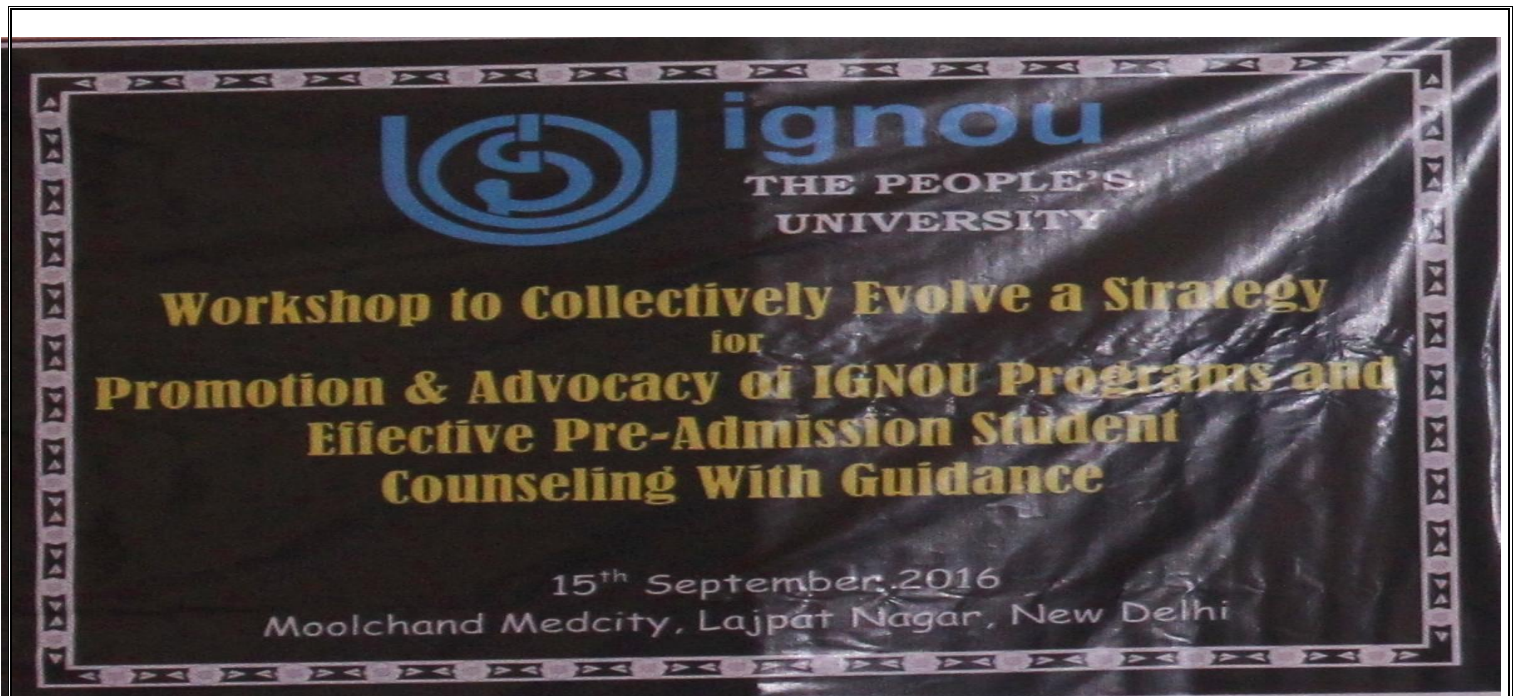 ignou
THE PEOPLE'S
UNIVERSITY
Workshop to Collectively Evolve a Strategy
for
Promotion & Advocacy of IGNOU Programs and
Effective Pre-Admission Student
Counseling With Guidance
15th September, 2016
Moolchand Medcity, Lajpat Nagar, New Delhi